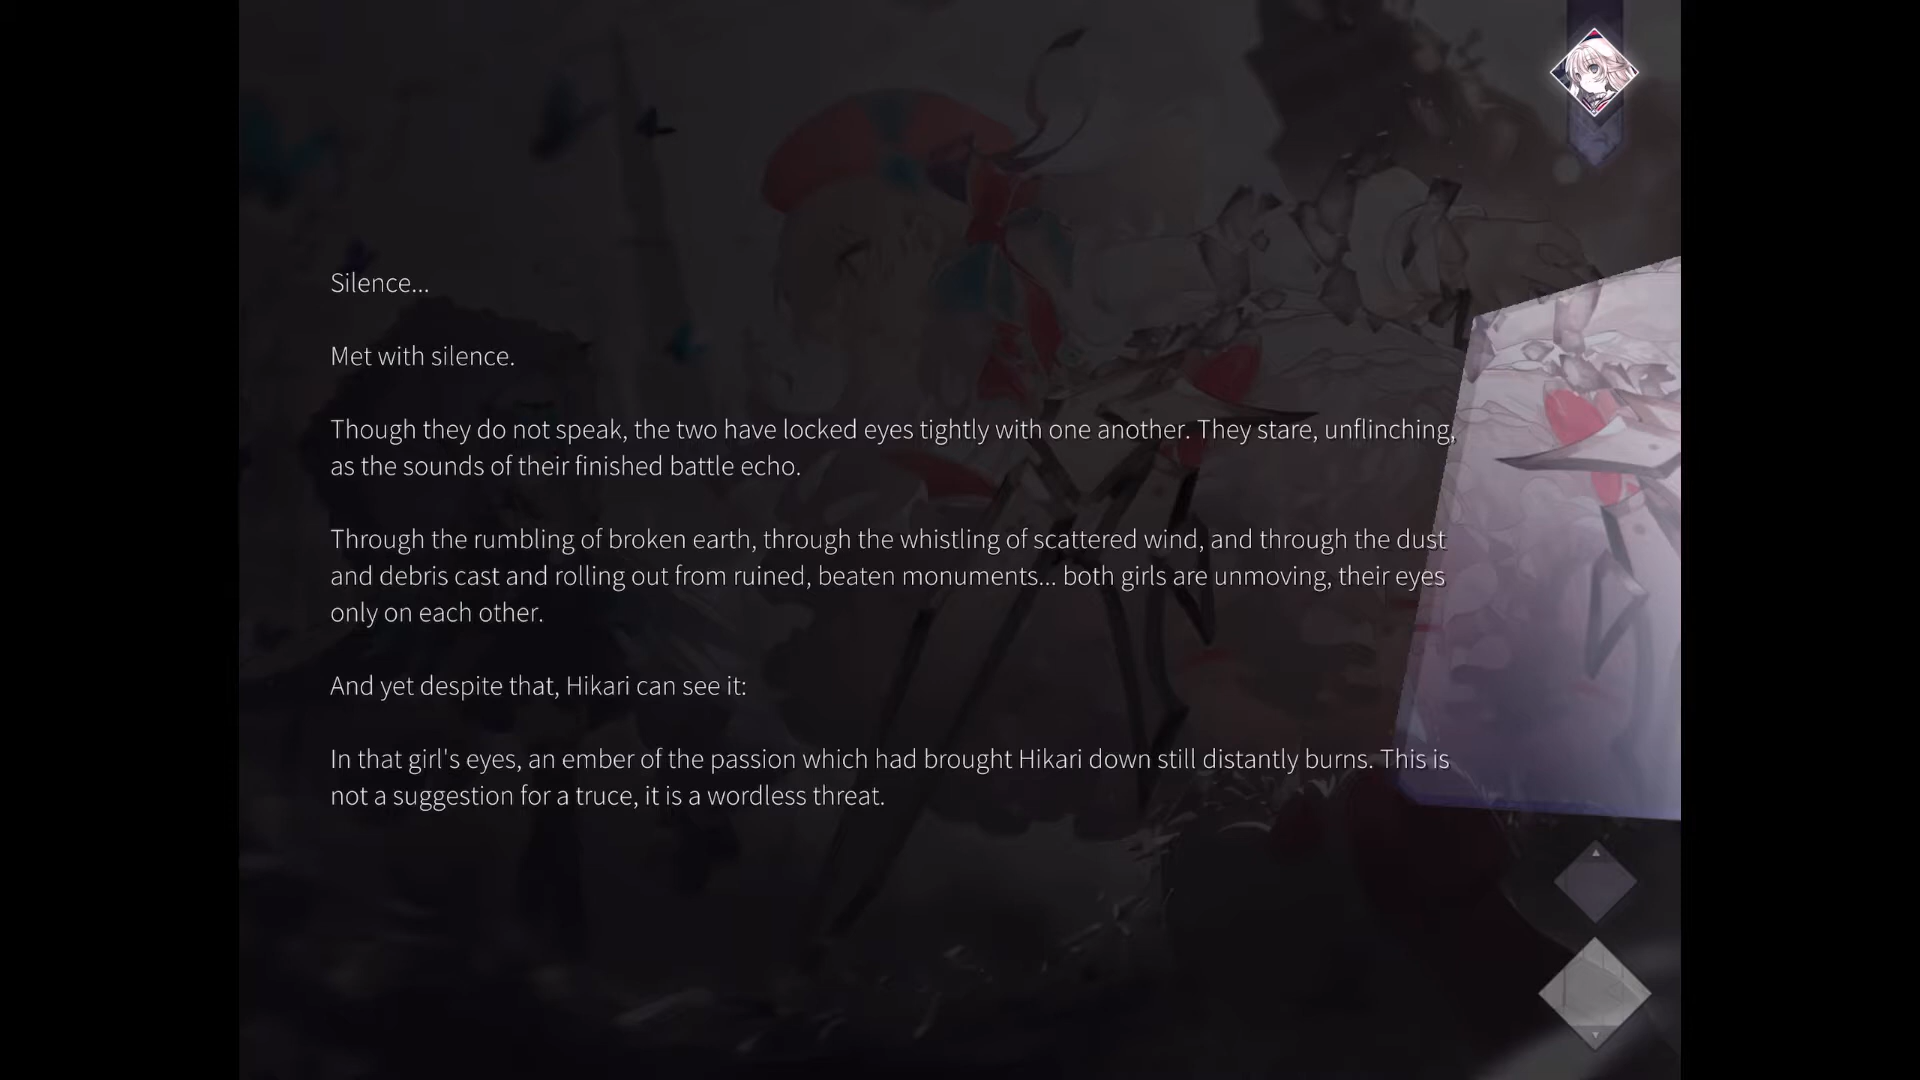 Silence...
Met with silence.
Though they do not speak, the two have locked eyes tightly with one another. They stare, unflinching,
as the sounds of their finished battle echo.
Through the rumbling of broken earth, through the whistling of scattered wind, and through the dust
and debris cast and rolling out from ruined, beaten monuments... both girls are unmoving, their eyes
only on each other.
And yet despite that, Hikari can see it:
In that girl's eyes, an ember of the passion which had brought Hikari down still distantly burns. This is
not a suggestion for a truce, it is a wordless threat.